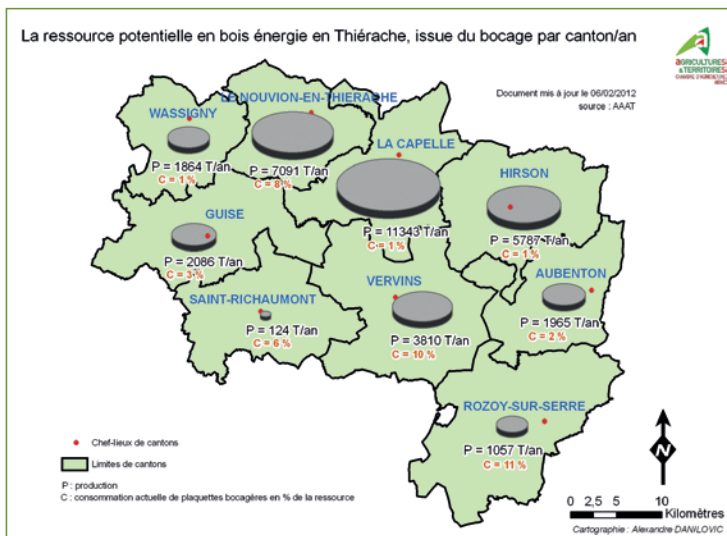 La ressource potentielle en bois énergie en Thiérache, issue du bocage par canton/an
AGRICULTURES
& TERRITOIRES
CHAMBRE D'AGRICULTURE
AISNE
Document mis à jour le 06/02/2012
source : AAAT
LE NOUVION-EN-THIERACHE
WASSIGNY
P = 1864 T/an
C = 1 %
P = 7091 T/an
C = 8 %
LA CAPELLE
P = 11343 T/an
C = 1 %
HIRSON
P = 5787 T/an
C = 1 %
GUISE
P = 2086 T/an
C = 3 %
SAINT-RICHAUMONT
P = 124 T/an
C = 6 %
VERVINS
P = 3810 T/an
C = 10 %
AUBENTON
P = 1965 T/an
C = 2 %
ROZOY-SUR-SERRE
P = 1057 T/an
C = 11 %
Chef-lieux de cantons
Limites de cantons
P : production
C : consommation actuelle de plaquettes bocagères en % de la ressource
N
0 2,5 5 10
Kilomètres
Cartographie : Alexandre DANILOVIC